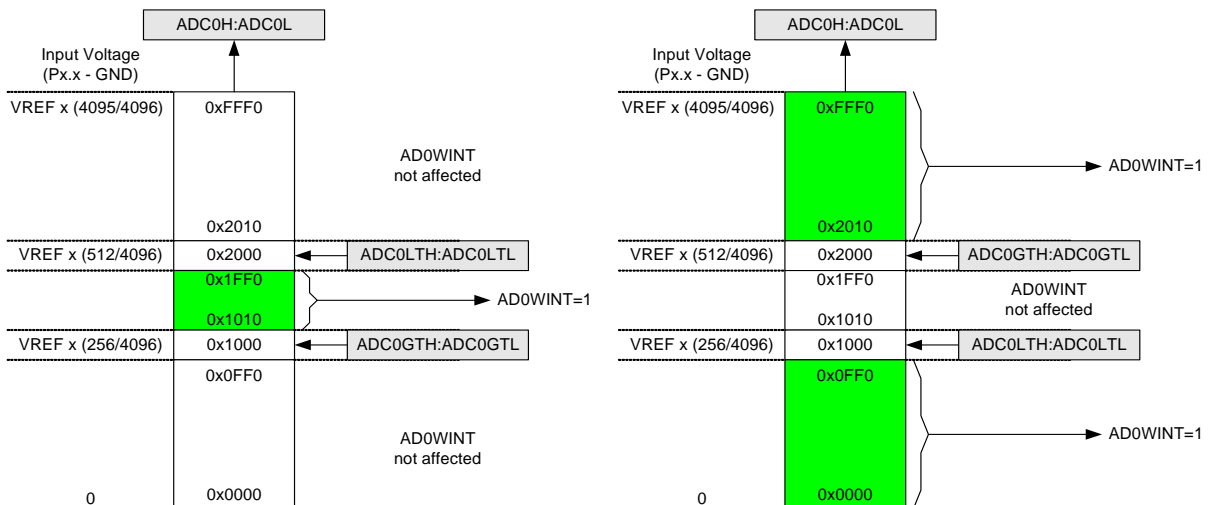 ADC0H:ADC0L
Input Voltage
(Px.x - GND)
VREF x (4095/4096)
0xFFF0
AD0WINT
not affected
0x2010
VREF x (512/4096)
0x2000
ADC0LTH:ADC0LTL
0x1FF0
AD0WINT=1
0x1010
VREF x (256/4096)
0x1000
ADC0GTH:ADC0GTL
0x0FF0
AD0WINT
not affected
0
0x0000
ADC0H:ADC0L
Input Voltage
(Px.x - GND)
VREF x (4095/4096)
0xFFF0
AD0WINT=1
0x2010
VREF x (512/4096)
0x2000
ADC0GTH:ADC0GTL
0x1FF0
AD0WINT
not affected
0x1010
VREF x (256/4096)
0x1000
ADC0LTH:ADC0LTL
0x0FF0
AD0WINT=1
0
0x0000